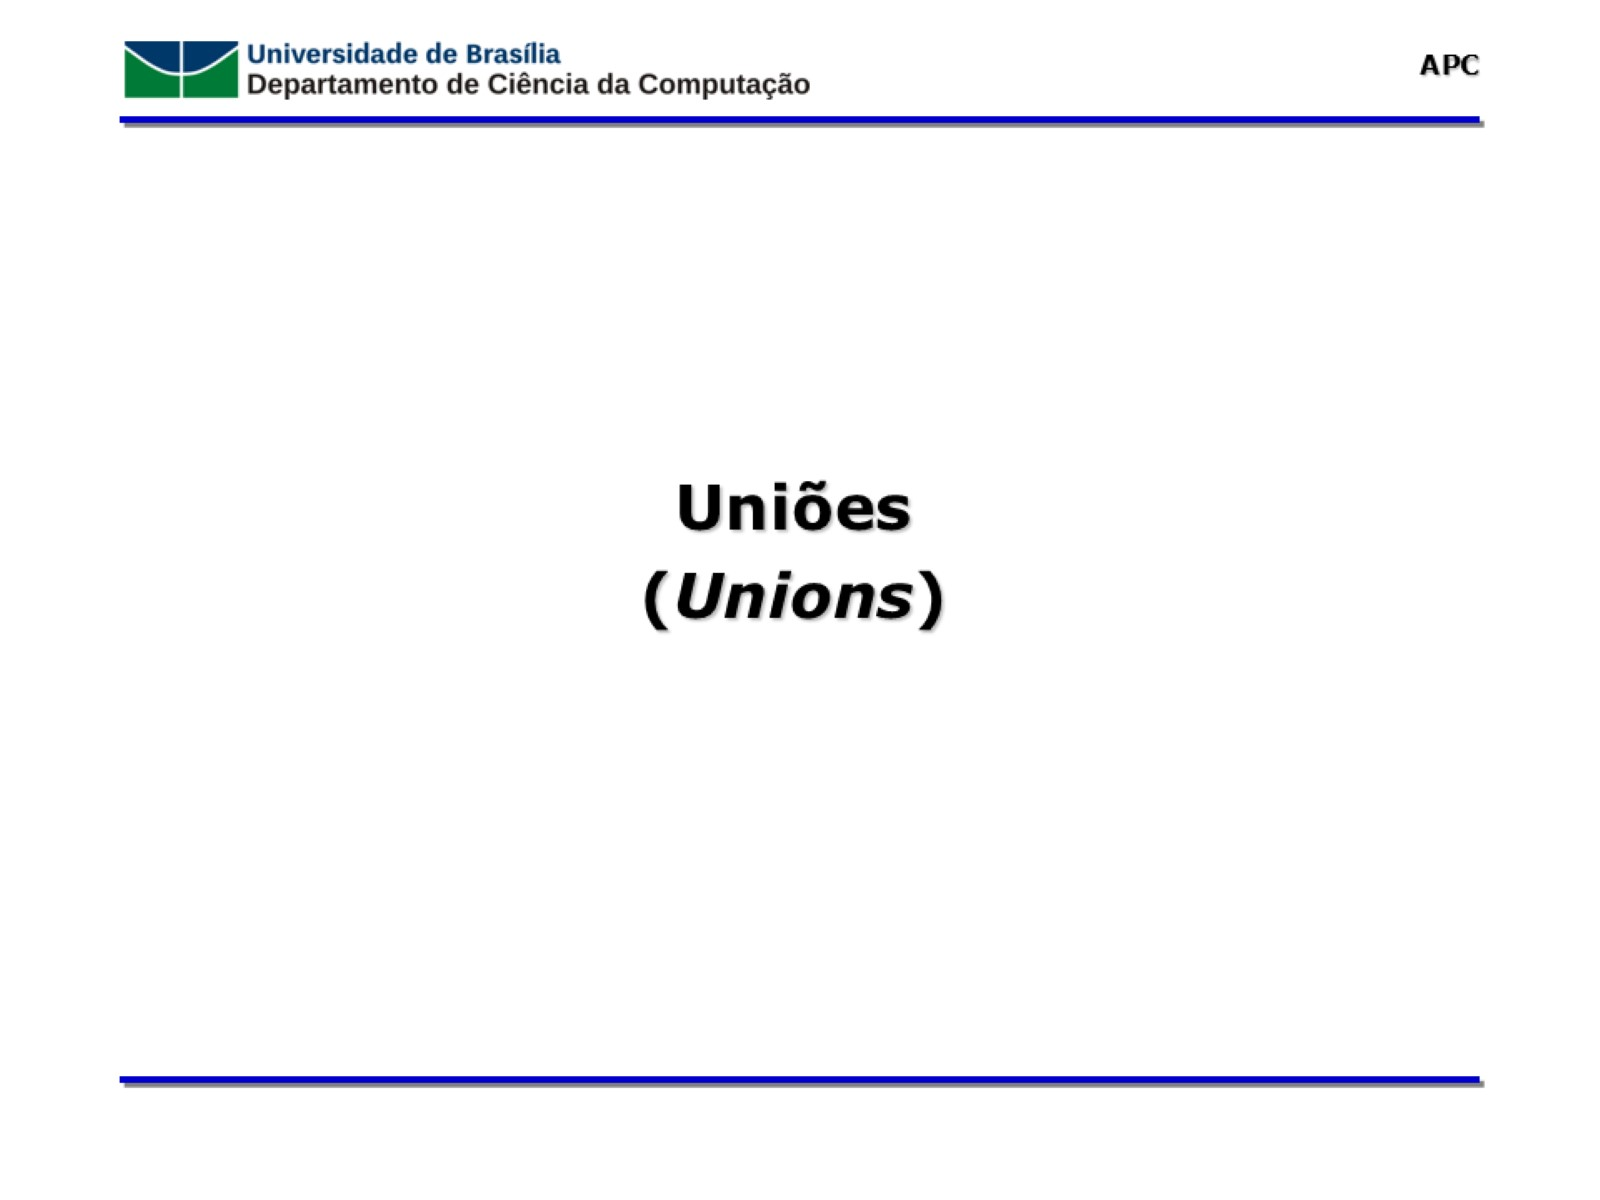 Universidade de Brasília
Departamento de Ciência da Computação
APC
Uniões
(Unions)